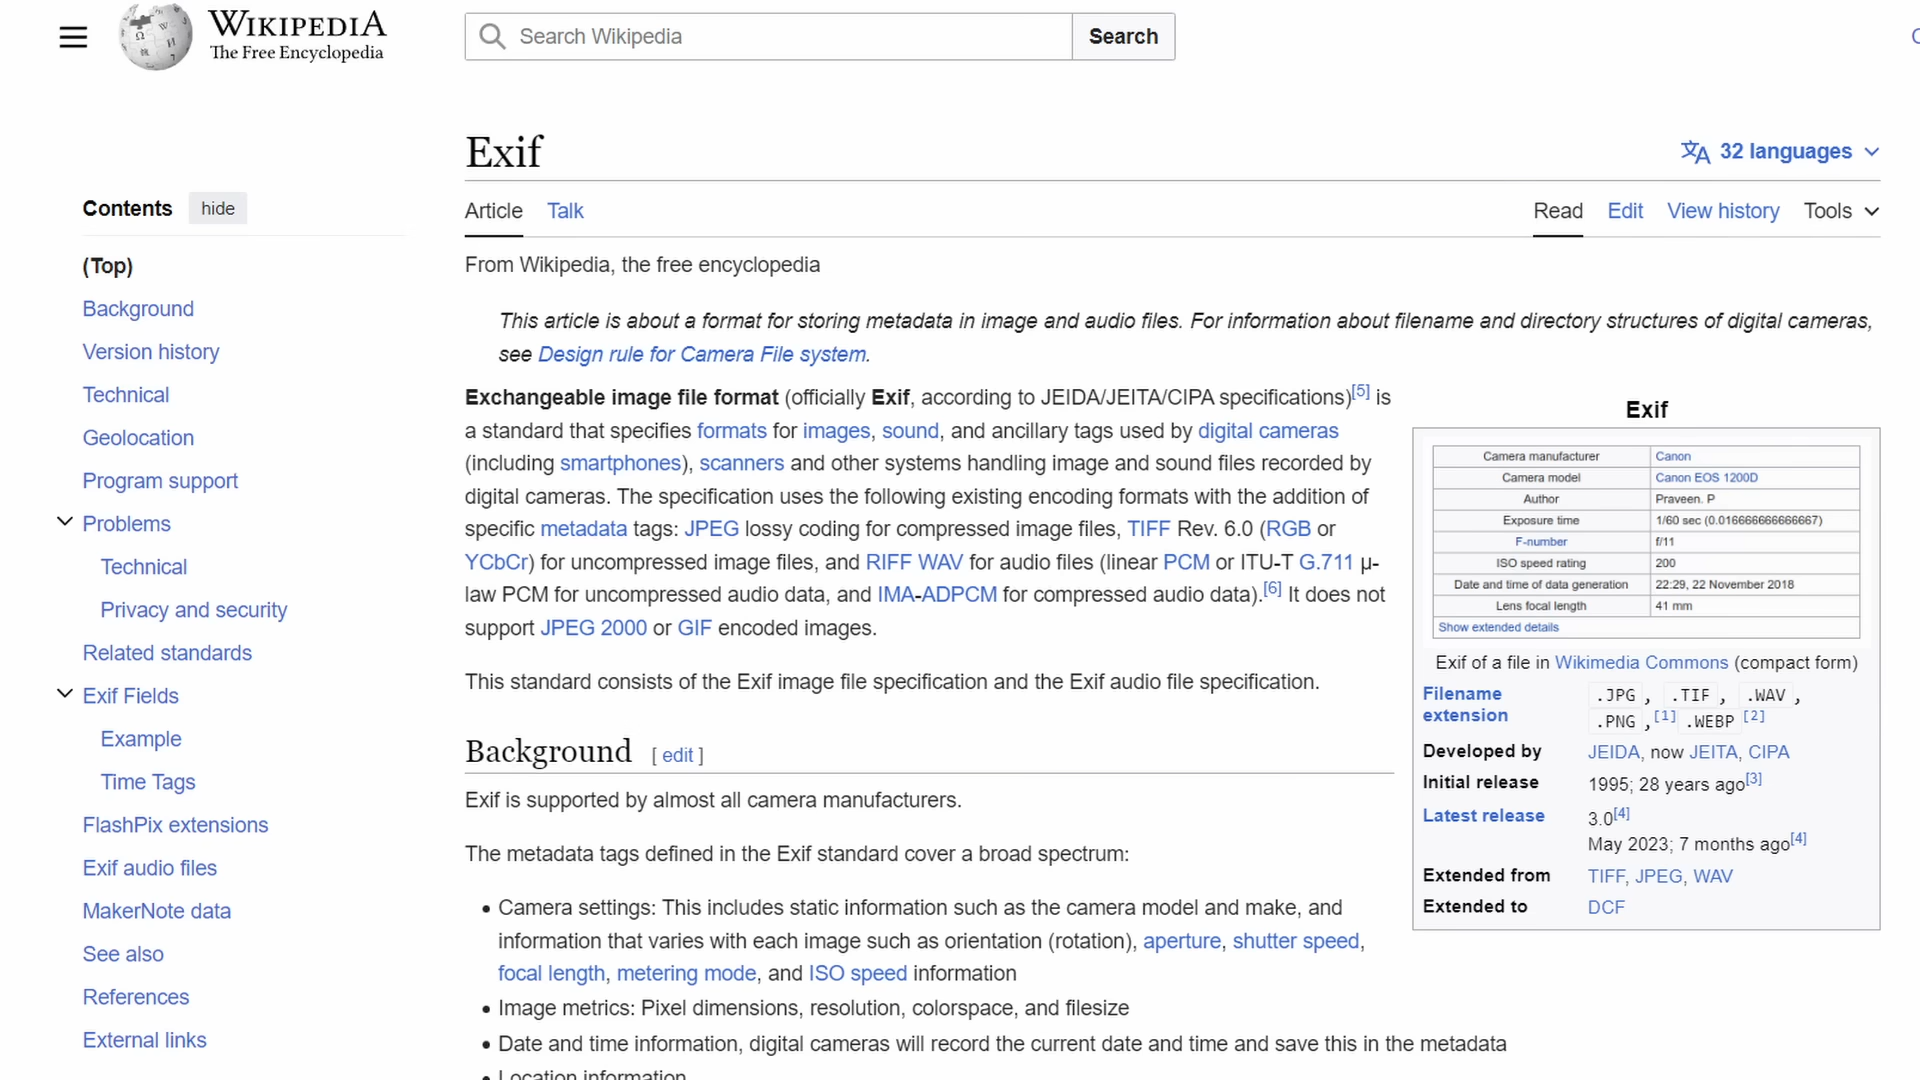 WIKIPEDIA
The Free Encyclopedia
Search Wikipedia
Search
Exif
32 languages
Contents
hide
Article
Talk
Read
Edit
View history
Tools
(Top)
Background
Version history
Technical
Geolocation
Program support
Problems
Technical
Privacy and security
Related standards
Exif Fields
Example
Time Tags
FlashPix extensions
Exif audio files
MakerNote data
See also
References
External links
From Wikipedia, the free encyclopedia
This article is about a format for storing metadata in image and audio files. For information about filename and directory structures of digital cameras,
see Design rule for Camera File system.
Exchangeable image file format (officially Exif, according to JEIDA/JEITA/CIPA specifications)[5] is
a standard that specifies formats for images, sound, and ancillary tags used by digital cameras
(including smartphones), scanners and other systems handling image and sound files recorded by
digital cameras. The specification uses the following existing encoding formats with the addition of
specific metadata tags: JPEG lossy coding for compressed image files, TIFF Rev. 6.0 (RGB or
YCbCr) for uncompressed image files, and RIFF WAV for audio files (linear PCM or ITU-T G.711 μ-
law PCM for uncompressed audio data, and IMA-ADPCM for compressed audio data).[6] It does not
support JPEG 2000 or GIF encoded images.
This standard consists of the Exif image file specification and the Exif audio file specification.
Background [ edit ]
Exif is supported by almost all camera manufacturers.
The metadata tags defined in the Exif standard cover a broad spectrum:
• Camera settings: This includes static information such as the camera model and make, and
information that varies with each image such as orientation (rotation), aperture, shutter speed,
focal length, metering mode, and ISO speed information
• Image metrics: Pixel dimensions, resolution, colorspace, and filesize
• Date and time information, digital cameras will record the current date and time and save this in the metadata
• Location information
Exif
Camera manufacturer Canon
Camera model Canon EOS 1200D
Author Praveen. P
Exposure time 1/60 sec (0.016666666666667)
F-number f/11
ISO speed rating 200
Date and time of data generation 22:29, 22 November 2018
Lens focal length 41 mm
Show extended details
Exif of a file in Wikimedia Commons (compact form)
Filename extension .JPG, .TIF, .WAV,
.PNG,[1] .WEBP[2]
Developed by JEIDA, now JEITA, CIPA
Initial release 1995; 28 years ago[3]
Latest release 3.0[4]
May 2023; 7 months ago[4]
Extended from TIFF, JPEG, WAV
Extended to DCF